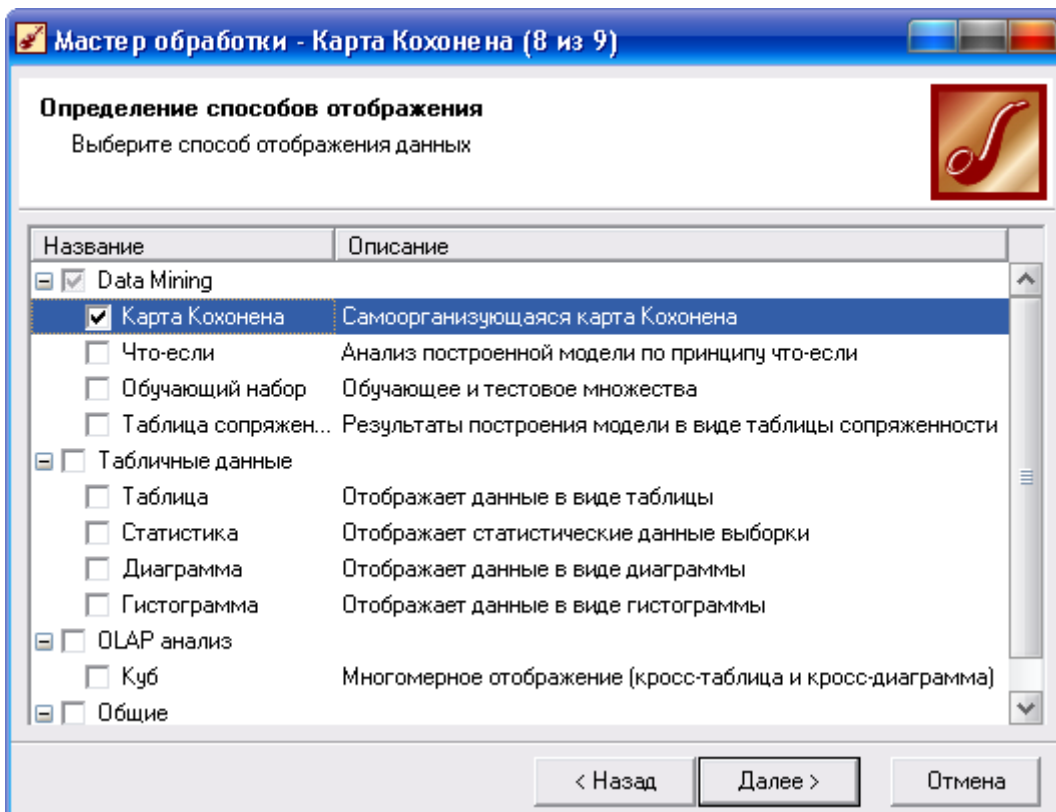 Мастер обработки - Карта Кохонена (8 из 9)
Определение способов отображения
Выберите способ отображения данных
Название Описание
Data Mining
Карта Кохонена Самоорганизующаяся карта Кохонена
Что-если Анализ построенной модели по принципу что-если
Обучающий набор Обучающее и тестовое множества
Таблица сопряжен... Результаты построения модели в виде таблицы сопряженности
Табличные данные
Таблица Отображает данные в виде таблицы
Статистика Отображает статистические данные выборки
Диаграмма Отображает данные в виде диаграммы
Гистограмма Отображает данные в виде гистограммы
OLAP анализ
Куб Многомерное отображение (кросс-таблица и кросс-диаграмма)
Общие
< Назад Далее > Отмена